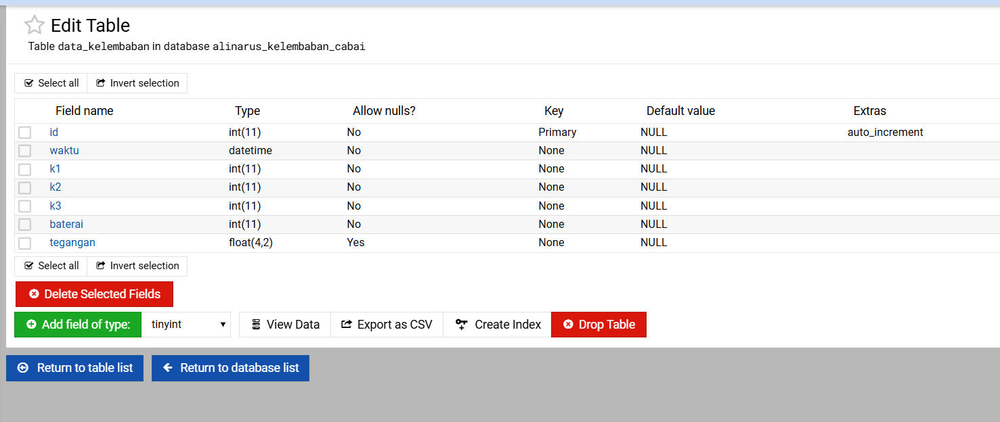 Edit Table
Table data_kelembaban in database alinarus_kelembaban_cabai
Select all Invert selection
Field name Type Allow nulls? Key Default value Extras
id int(11) No Primary NULL auto_increment
waktu datetime No None NULL
k1 int(11) No None NULL
k2 int(11) No None NULL
k3 int(11) No None NULL
baterai int(11) No None NULL
tegangan float(4,2) Yes None NULL
Select all Invert selection
Delete Selected Fields
Add field of type: tinyint View Data Export as CSV Create Index Drop Table
Return to table list Return to database list